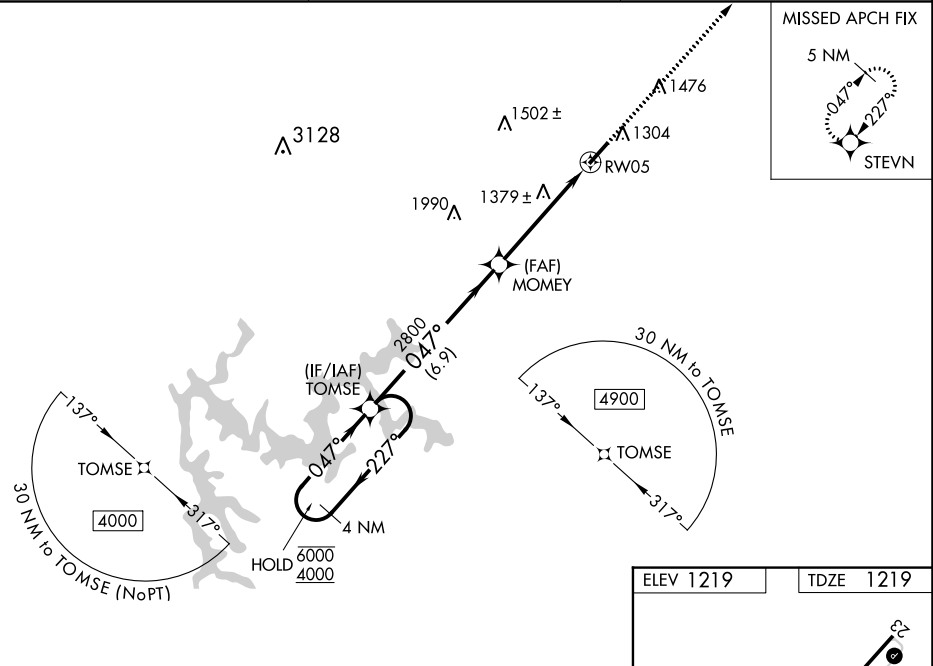 MISSED APCH FIX
5 NM
047°
227°
STEVN
1476
1502 ±
3128
1304
RW05
1379 ±
1990
(FAF)
MOMEY
2800
047°
(6.9)
(IF/IAF)
TOMSE
30 NM to TOMSE
4900
137°
TOMSE
317°
137°
TOMSE
317°
4000
30 NM to TOMSE (NoPT)
047°
227°
4 NM
HOLD
6000
4000
ELEV 1219
TDZE 1219
23
P